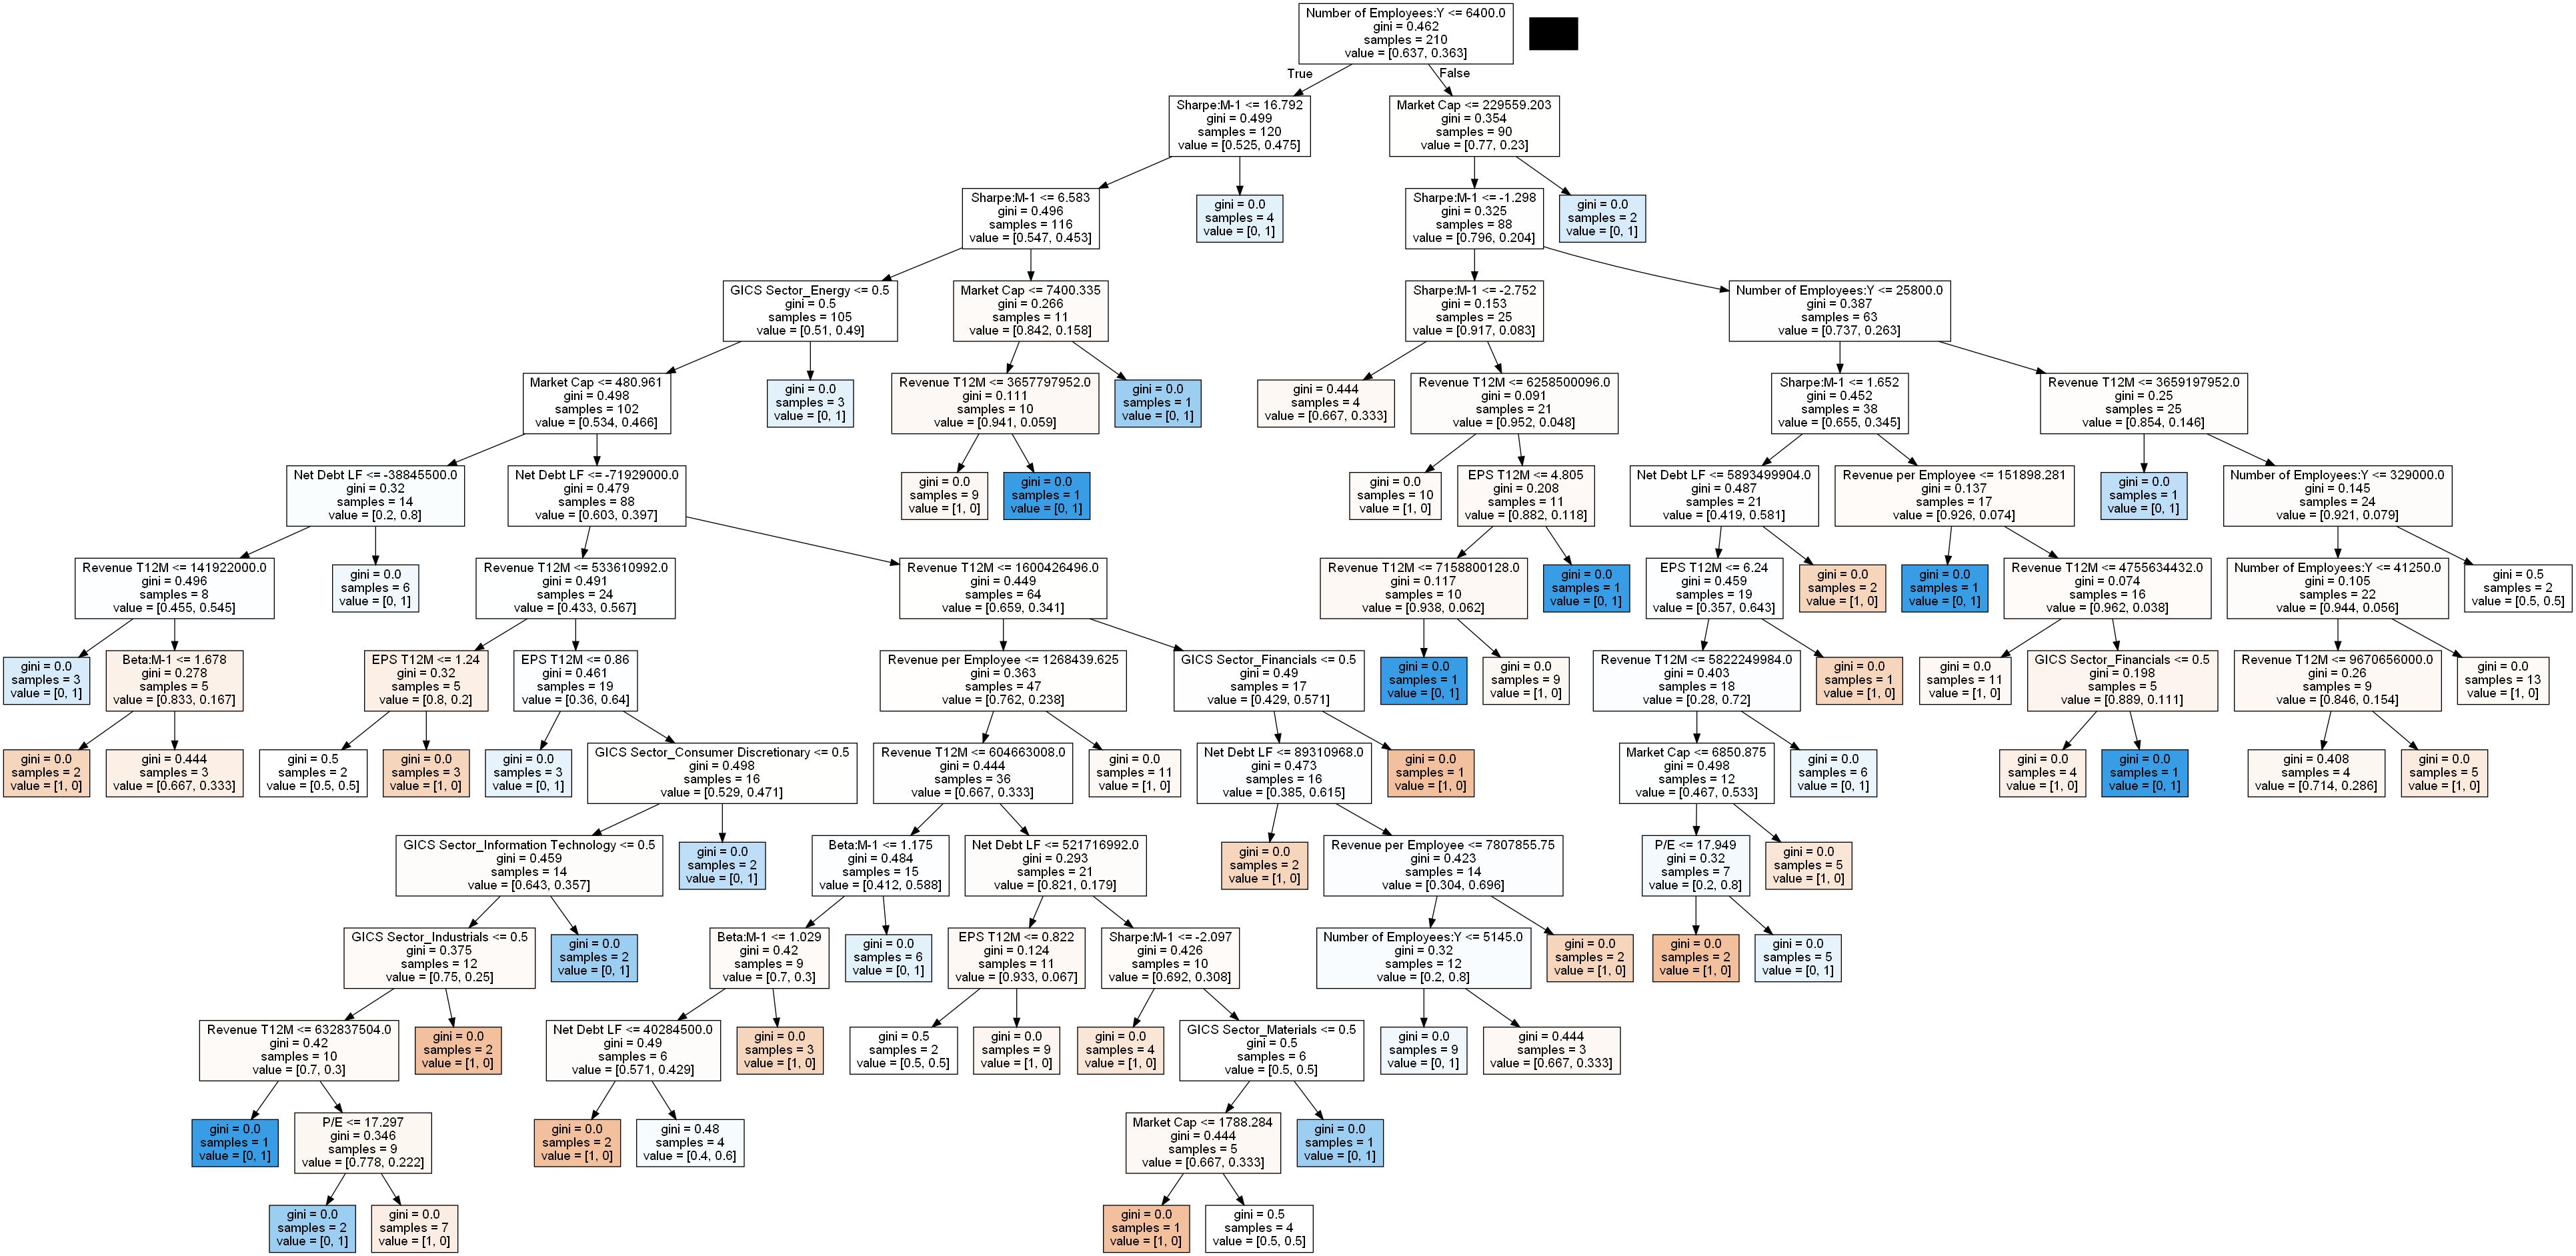 Number of Employees:Y <= 6400.0
gini = 0.462
samples = 210
value = [0.637, 0.363]
True
False
Sharpe:M-1 <= 16.792
gini = 0.499
samples = 120
value = [0.525, 0.475]
Market Cap <= 229559.203
gini = 0.354
samples = 90
value = [0.77, 0.23]
Sharpe:M-1 <= 6.583
gini = 0.496
samples = 116
value = [0.547, 0.453]
gini = 0.0
samples = 4
value = [0, 1]
Sharpe:M-1 <= -1.298
gini = 0.325
samples = 88
value = [0.796, 0.204]
gini = 0.0
samples = 2
value = [0, 1]
GICS Sector_Energy <= 0.5
gini = 0.5
samples = 105
value = [0.51, 0.49]
Market Cap <= 7400.335
gini = 0.266
samples = 11
value = [0.842, 0.158]
Sharpe:M-1 <= -2.752
gini = 0.153
samples = 25
value = [0.917, 0.083]
Number of Employees:Y <= 25800.0
gini = 0.387
samples = 63
value = [0.737, 0.263]
Market Cap <= 480.961
gini = 0.498
samples = 102
value = [0.534, 0.466]
gini = 0.0
samples = 3
value = [0, 1]
Revenue T12M <= 3657797952.0
gini = 0.111
samples = 10
value = [0.941, 0.059]
gini = 0.0
samples = 1
value = [0, 1]
gini = 0.444
samples = 4
value = [0.667, 0.333]
Revenue T12M <= 6258500096.0
gini = 0.091
samples = 21
value = [0.952, 0.048]
Sharpe:M-1 <= 1.652
gini = 0.452
samples = 38
value = [0.655, 0.345]
Revenue T12M <= 3659197952.0
gini = 0.25
samples = 25
value = [0.854, 0.146]
Net Debt LF <= -38845500.0
gini = 0.32
samples = 14
value = [0.2, 0.8]
Net Debt LF <= -71929000.0
gini = 0.479
samples = 88
value = [0.603, 0.397]
gini = 0.0
samples = 9
value = [1, 0]
gini = 0.0
samples = 1
value = [0, 1]
gini = 0.0
samples = 10
value = [1, 0]
EPS T12M <= 4.805
gini = 0.208
samples = 11
value = [0.882, 0.118]
Net Debt LF <= 5893499904.0
gini = 0.487
samples = 21
value = [0.419, 0.581]
Revenue per Employee <= 151898.281
gini = 0.137
samples = 17
value = [0.926, 0.074]
gini = 0.0
samples = 1
value = [0, 1]
Number of Employees:Y <= 329000.0
gini = 0.145
samples = 24
value = [0.921, 0.079]
Revenue T12M <= 141922000.0
gini = 0.496
samples = 8
value = [0.455, 0.545]
gini = 0.0
samples = 6
value = [0, 1]
Revenue T12M <= 533610992.0
gini = 0.491
samples = 24
value = [0.433, 0.567]
Revenue T12M <= 1600426496.0
gini = 0.449
samples = 64
value = [0.659, 0.341]
Revenue T12M <= 7158800128.0
gini = 0.117
samples = 10
value = [0.938, 0.062]
gini = 0.0
samples = 1
value = [0, 1]
EPS T12M <= 6.24
gini = 0.459
samples = 19
value = [0.357, 0.643]
gini = 0.0
samples = 2
value = [1, 0]
gini = 0.0
samples = 1
value = [0, 1]
Revenue T12M <= 4755634432.0
gini = 0.074
samples = 16
value = [0.962, 0.038]
Number of Employees:Y <= 41250.0
gini = 0.105
samples = 22
value = [0.944, 0.056]
gini = 0.5
samples = 2
value = [0.5, 0.5]
gini = 0.0
samples = 3
value = [0, 1]
Beta:M-1 <= 1.678
gini = 0.278
samples = 5
value = [0.833, 0.167]
EPS T12M <= 1.24
gini = 0.32
samples = 5
value = [0.8, 0.2]
EPS T12M <= 0.86
gini = 0.461
samples = 19
value = [0.36, 0.64]
Revenue per Employee <= 1268439.625
gini = 0.363
samples = 47
value = [0.762, 0.238]
GICS Sector_Financials <= 0.5
gini = 0.49
samples = 17
value = [0.429, 0.571]
gini = 0.0
samples = 1
value = [0, 1]
gini = 0.0
samples = 9
value = [1, 0]
Revenue T12M <= 5822249984.0
gini = 0.403
samples = 18
value = [0.28, 0.72]
gini = 0.0
samples = 1
value = [1, 0]
gini = 0.0
samples = 11
value = [1, 0]
GICS Sector_Financials <= 0.5
gini = 0.198
samples = 5
value = [0.889, 0.111]
Revenue T12M <= 9670656000.0
gini = 0.26
samples = 9
value = [0.846, 0.154]
gini = 0.0
samples = 13
value = [1, 0]
gini = 0.0
samples = 2
value = [1, 0]
gini = 0.444
samples = 3
value = [0.667, 0.333]
gini = 0.5
samples = 2
value = [0.5, 0.5]
gini = 0.0
samples = 3
value = [1, 0]
gini = 0.0
samples = 3
value = [0, 1]
GICS Sector_Consumer Discretionary <= 0.5
gini = 0.498
samples = 16
value = [0.529, 0.471]
Revenue T12M <= 604663008.0
gini = 0.444
samples = 36
value = [0.667, 0.333]
gini = 0.0
samples = 11
value = [1, 0]
Net Debt LF <= 89310968.0
gini = 0.473
samples = 16
value = [0.385, 0.615]
gini = 0.0
samples = 1
value = [1, 0]
Market Cap <= 6850.875
gini = 0.498
samples = 12
value = [0.467, 0.533]
gini = 0.0
samples = 6
value = [0, 1]
gini = 0.0
samples = 4
value = [1, 0]
gini = 0.0
samples = 1
value = [0, 1]
gini = 0.408
samples = 4
value = [0.714, 0.286]
gini = 0.0
samples = 5
value = [1, 0]
GICS Sector_Information Technology <= 0.5
gini = 0.459
samples = 14
value = [0.643, 0.357]
gini = 0.0
samples = 2
value = [0, 1]
Beta:M-1 <= 1.175
gini = 0.484
samples = 15
value = [0.412, 0.588]
Net Debt LF <= 521716992.0
gini = 0.293
samples = 21
value = [0.821, 0.179]
gini = 0.0
samples = 2
value = [1, 0]
Revenue per Employee <= 7807855.75
gini = 0.423
samples = 14
value = [0.304, 0.696]
P/E <= 17.949
gini = 0.32
samples = 7
value = [0.2, 0.8]
gini = 0.0
samples = 5
value = [1, 0]
GICS Sector_Industrials <= 0.5
gini = 0.375
samples = 12
value = [0.75, 0.25]
gini = 0.0
samples = 2
value = [0, 1]
Beta:M-1 <= 1.029
gini = 0.42
samples = 9
value = [0.7, 0.3]
gini = 0.0
samples = 6
value = [0, 1]
EPS T12M <= 0.822
gini = 0.124
samples = 11
value = [0.933, 0.067]
Sharpe:M-1 <= -2.097
gini = 0.426
samples = 10
value = [0.692, 0.308]
Number of Employees:Y <= 5145.0
gini = 0.32
samples = 12
value = [0.2, 0.8]
gini = 0.0
samples = 2
value = [1, 0]
gini = 0.0
samples = 2
value = [1, 0]
gini = 0.0
samples = 5
value = [0, 1]
Revenue T12M <= 632837504.0
gini = 0.42
samples = 10
value = [0.7, 0.3]
gini = 0.0
samples = 2
value = [1, 0]
Net Debt LF <= 40284500.0
gini = 0.49
samples = 6
value = [0.571, 0.429]
gini = 0.0
samples = 3
value = [1, 0]
gini = 0.5
samples = 2
value = [0.5, 0.5]
gini = 0.0
samples = 9
value = [1, 0]
gini = 0.0
samples = 4
value = [1, 0]
GICS Sector_Materials <= 0.5
gini = 0.5
samples = 6
value = [0.5, 0.5]
gini = 0.0
samples = 9
value = [0, 1]
gini = 0.444
samples = 3
value = [0.667, 0.333]
gini = 0.0
samples = 1
value = [0, 1]
P/E <= 17.297
gini = 0.346
samples = 9
value = [0.778, 0.222]
gini = 0.0
samples = 2
value = [1, 0]
gini = 0.48
samples = 4
value = [0.4, 0.6]
Market Cap <= 1788.284
gini = 0.444
samples = 5
value = [0.667, 0.333]
gini = 0.0
samples = 1
value = [0, 1]
gini = 0.0
samples = 2
value = [0, 1]
gini = 0.0
samples = 7
value = [1, 0]
gini = 0.0
samples = 1
value = [1, 0]
gini = 0.5
samples = 4
value = [0.5, 0.5]